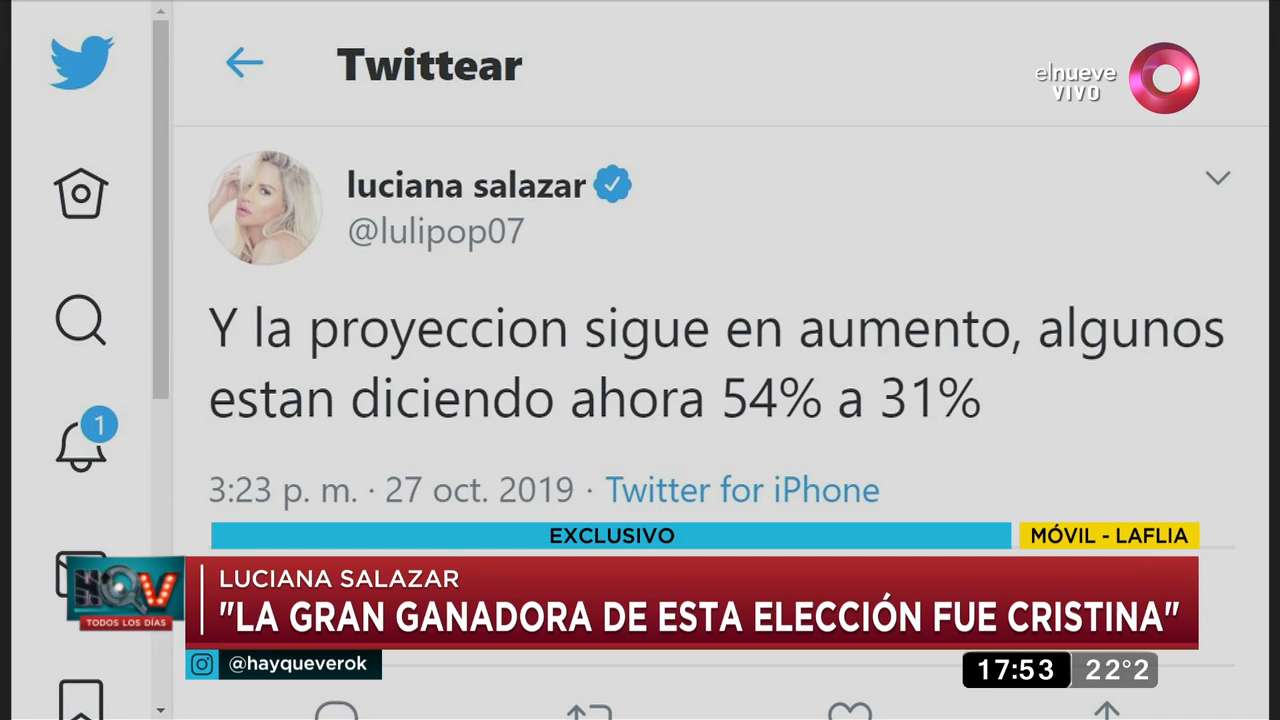 Twittear
elnueve
VIVO
luciana salazar
@lulipop07
Y la proyeccion sigue en aumento, algunos
estan diciendo ahora 54% a 31%
1
3:23 p. m. · 27 oct. 2019 · Twitter for iPhone
EXCLUSIVO
MÓVIL - LAFLIA
HQV
TODOS LOS DÍAS
LUCIANA SALAZAR
"LA GRAN GANADORA DE ESTA ELECCIÓN FUE CRISTINA"
@hayqueverok
17:53 22°2